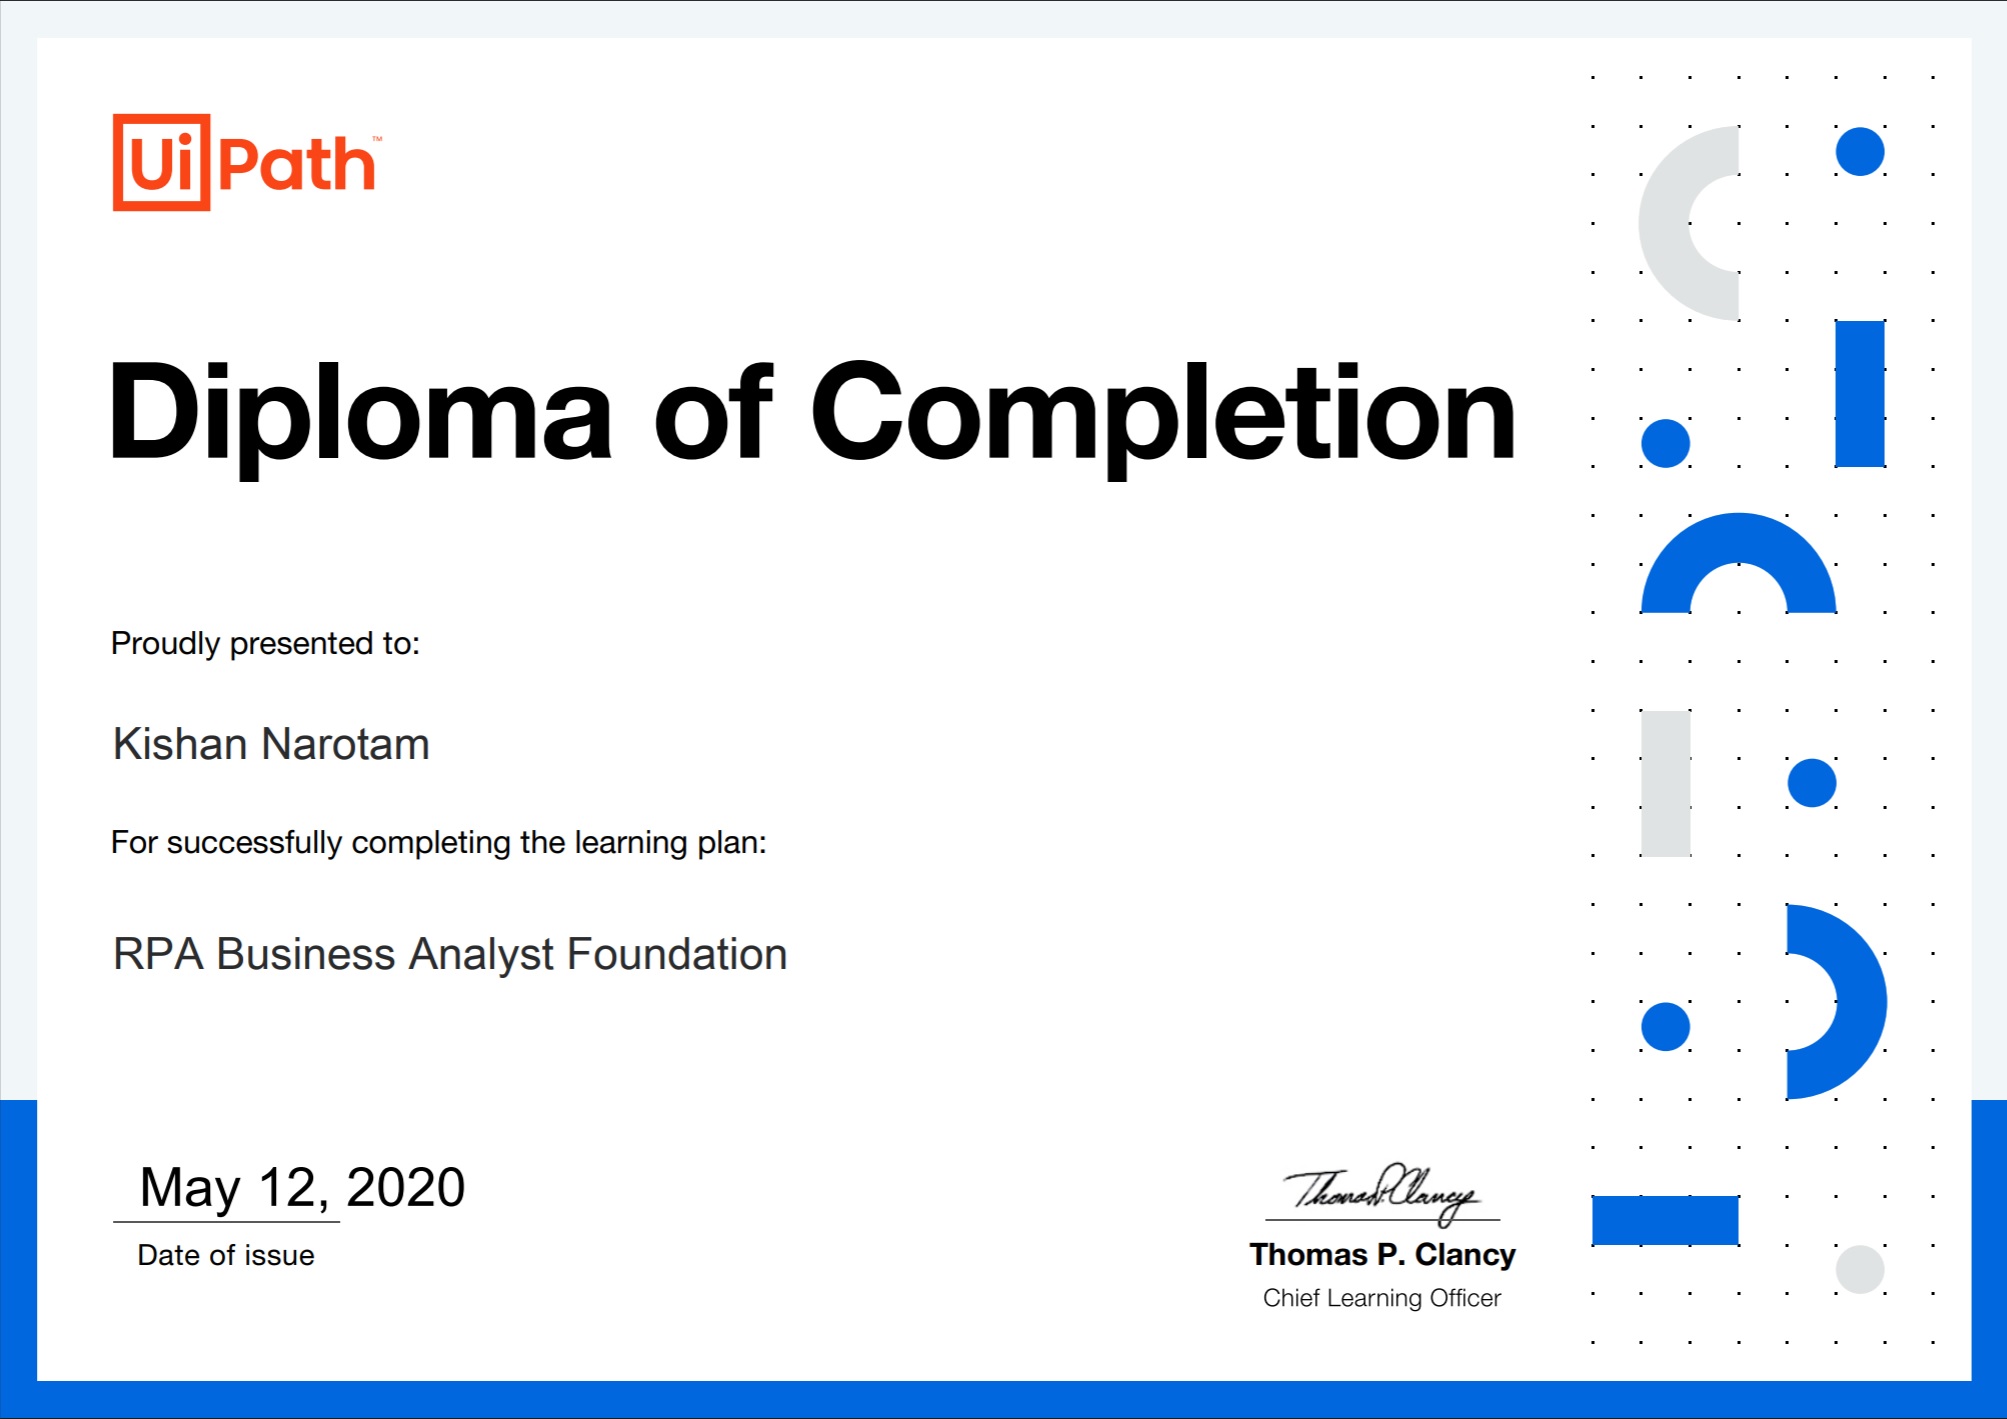 UiPath™
Diploma of Completion
Proudly presented to:
Kishan Narotam
For successfully completing the learning plan:
RPA Business Analyst Foundation
May 12, 2020
Date of issue
Thomas P. Clancy
Thomas P. Clancy
Chief Learning Officer